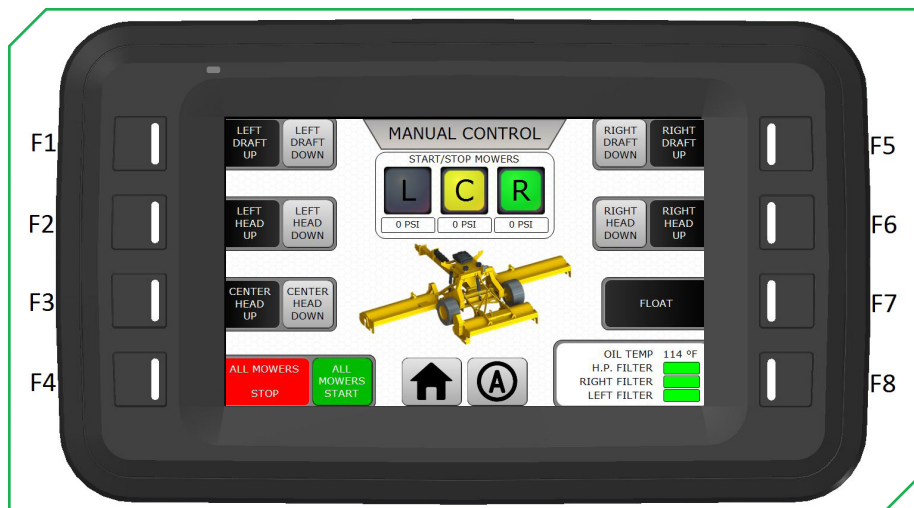 F1
F2
F3
F4
LEFT
DRAFT
UP
LEFT
DRAFT
DOWN
LEFT
HEAD
UP
LEFT
HEAD
DOWN
CENTER
HEAD
UP
CENTER
HEAD
DOWN
ALL MOWERS
STOP
ALL
MOWERS
START
MANUAL CONTROL
START/STOP MOWERS
L C R
0 PSI 0 PSI 0 PSI
A
RIGHT
DRAFT
DOWN
RIGHT
DRAFT
UP
RIGHT
HEAD
DOWN
RIGHT
HEAD
UP
FLOAT
OIL TEMP 114 ºF
H.P. FILTER
RIGHT FILTER
LEFT FILTER
F5
F6
F7
F8